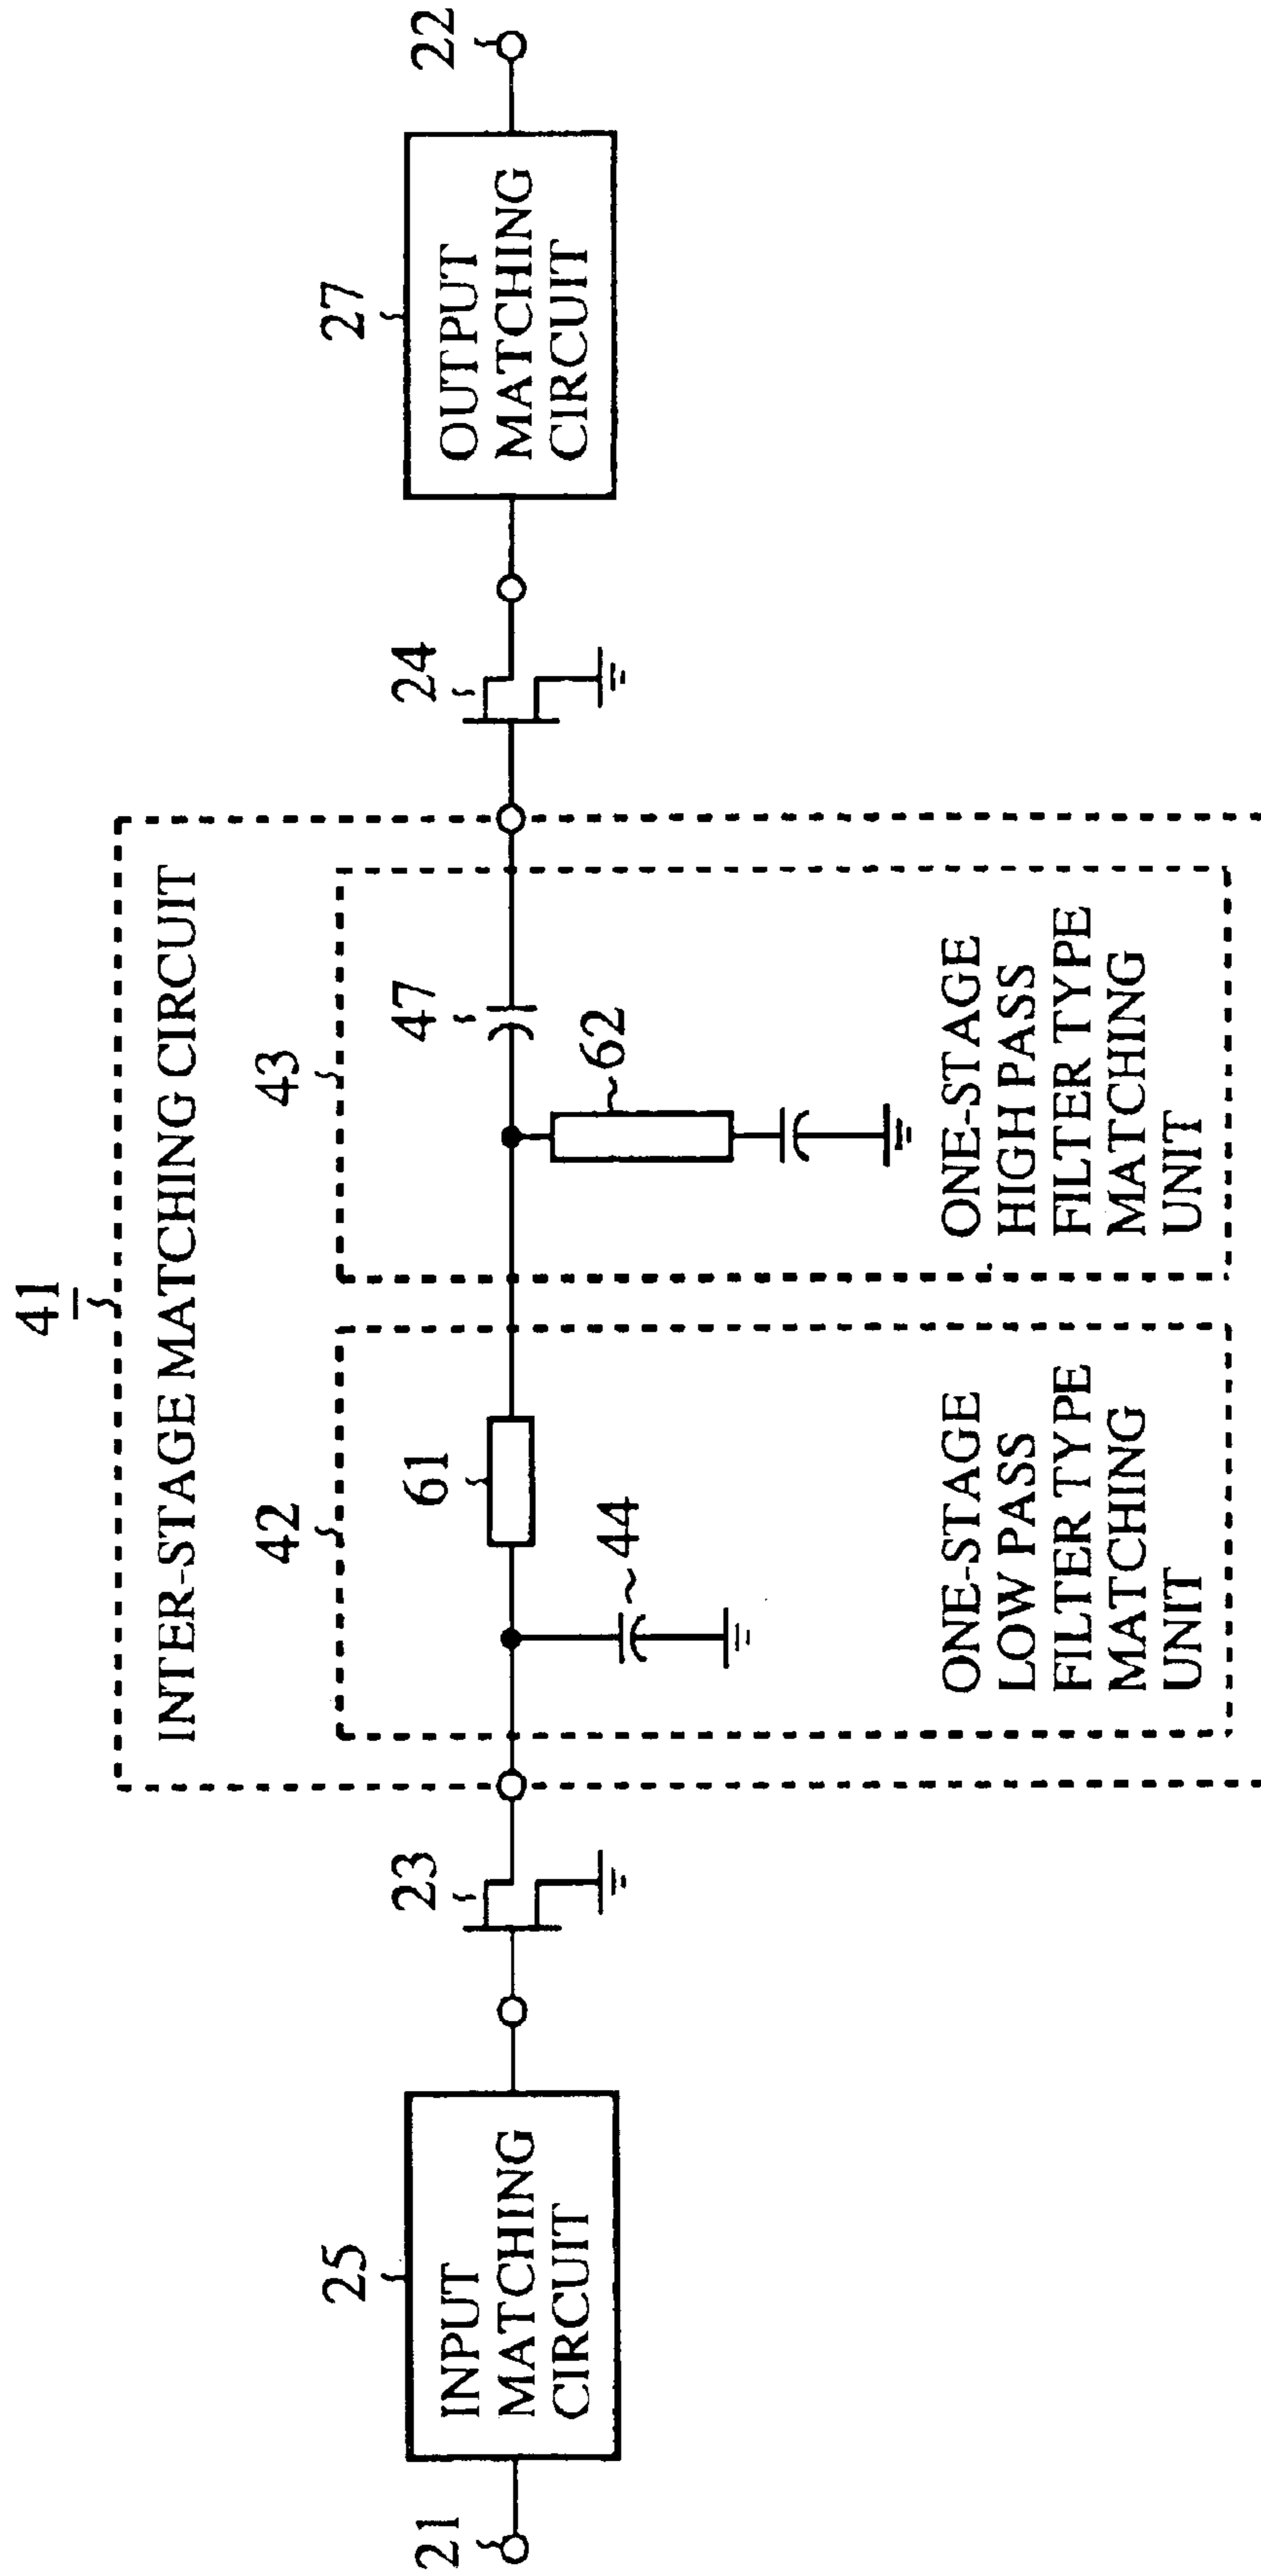 41
INTER-STAGE MATCHING CIRCUIT
42
43
25
23
61
47
24
27
21
INPUT
MATCHING
CIRCUIT
44
62
OUTPUT
MATCHING
CIRCUIT
22
ONE-STAGE
LOW PASS
FILTER TYPE
MATCHING
UNIT
ONE-STAGE
HIGH PASS
FILTER TYPE
MATCHING
UNIT